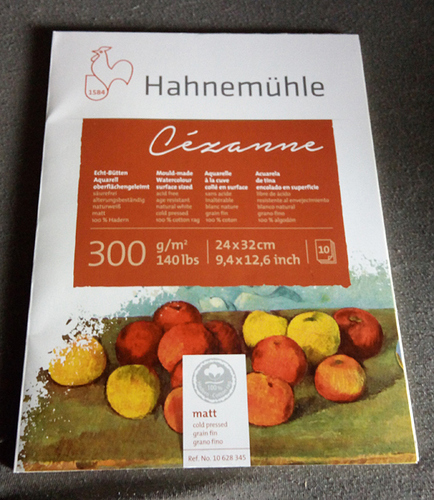 1584
Hahnemühle
Cézanne
Echt-Bütten
Aquarell
oberflächengeleimt
säurefrei
alterungsbeständig
naturweiß
matt
100 % Hadern
Mould-made
Watercolour
surface sized
acid free
age resistant
natural white
cold pressed
100 % cotton rag
Aquarelle
à la cuve
collé en surface
sans acide
inaltérable
blanc nature
grain fin
100 % coton
Acuarela
de tina
encolado en superficie
libre de ácido
resistente al envejecimiento
blanco natural
grano fino
100 % algodón
300 g/m²
140 lbs
24 x 32 cm
9,4 x 12,6 inch
10
matt
cold pressed
grain fin
grano fino
Ref. No. 10 628 345